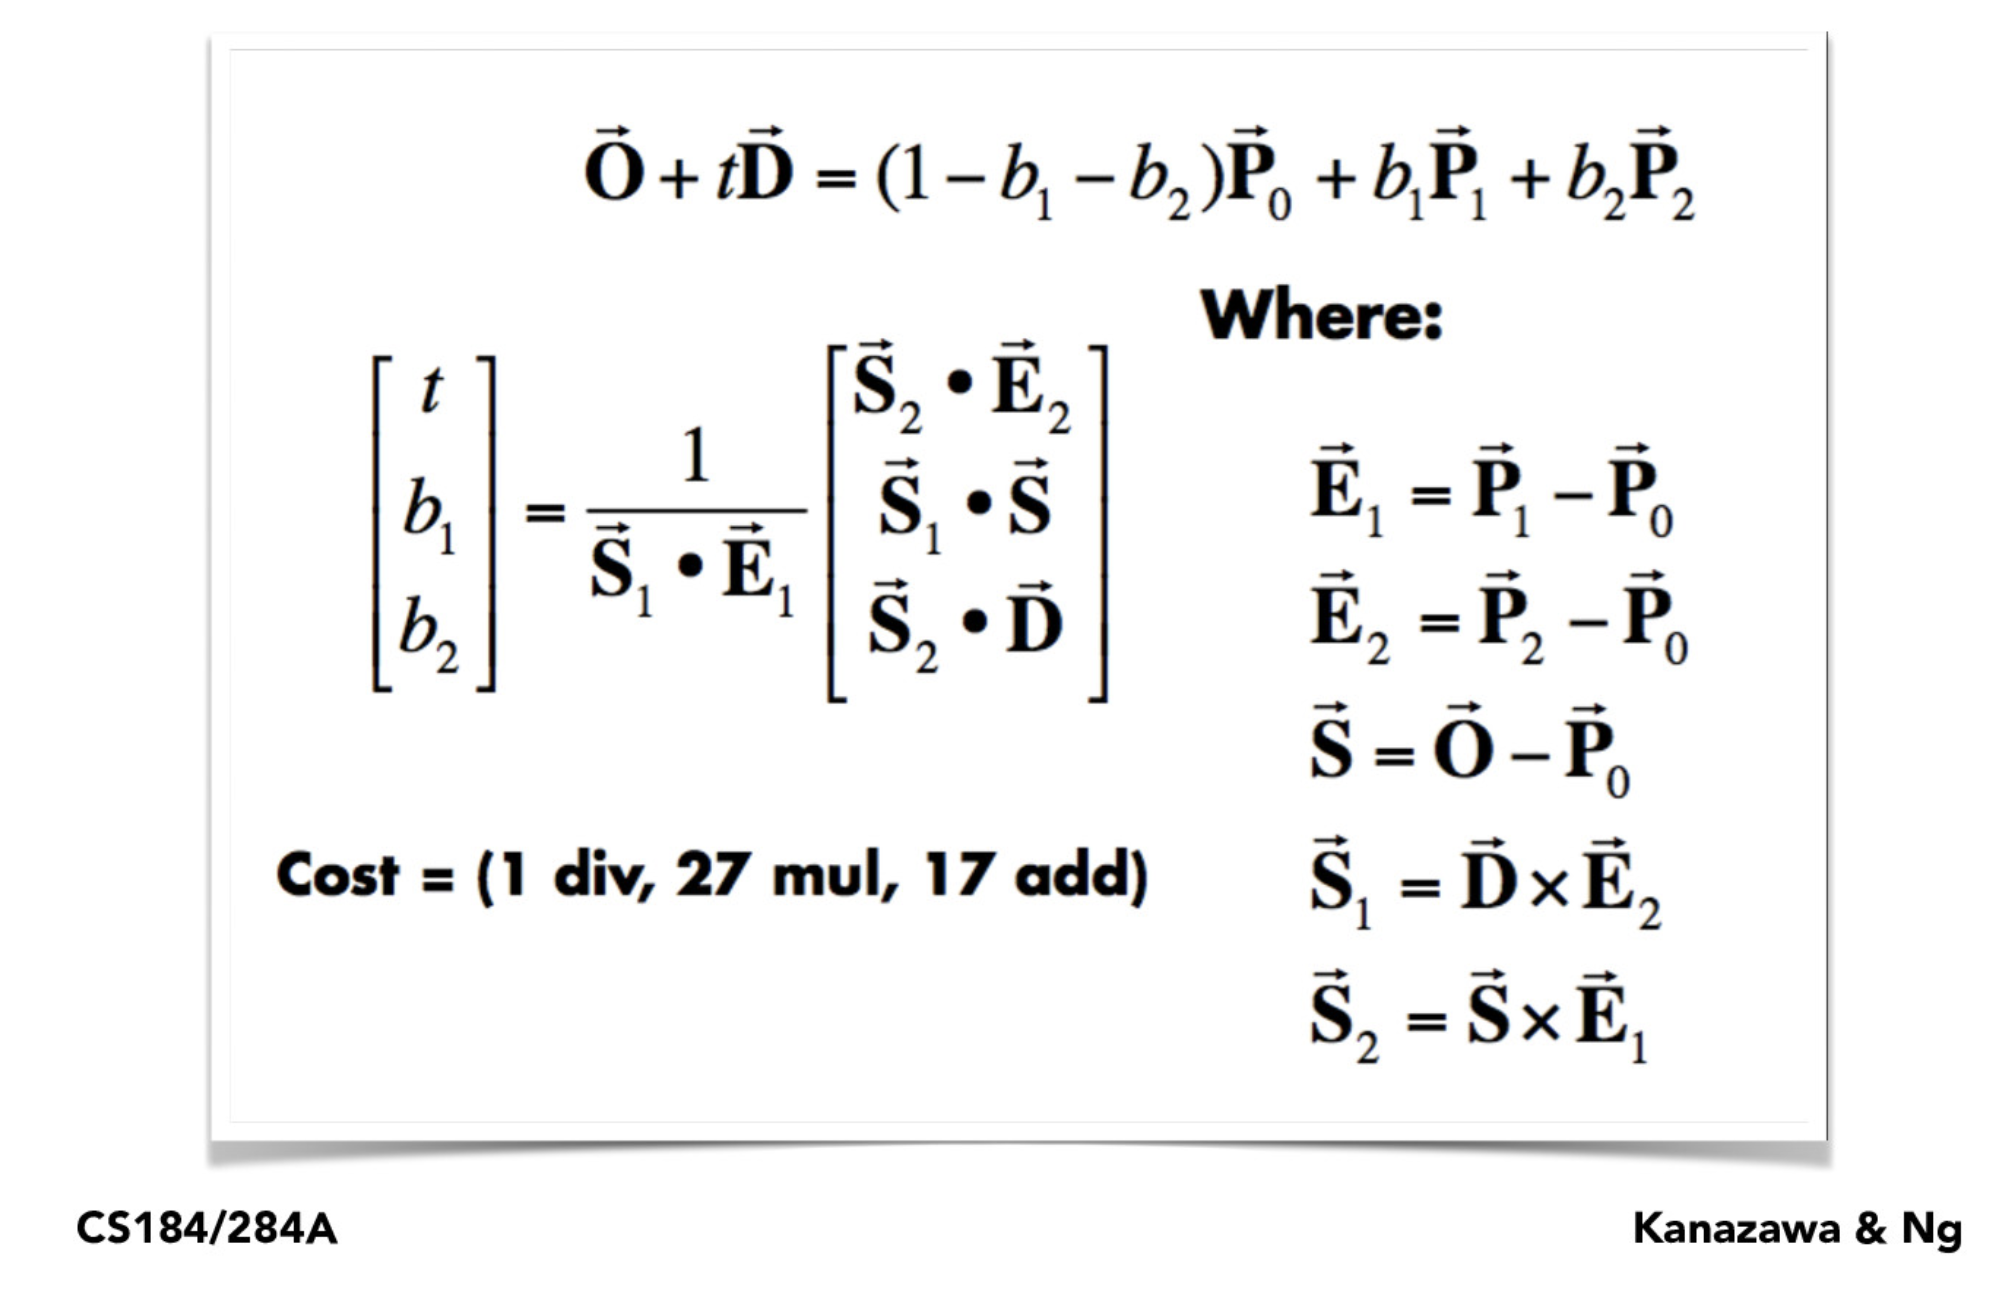 $\vec{\mathbf{O}} + t\vec{\mathbf{D}} = (1 - b_1 - b_2)\vec{\mathbf{P}}_0 + b_1\vec{\mathbf{P}}_1 + b_2\vec{\mathbf{P}}_2$
$\begin{bmatrix} t \\ b_1 \\ b_2 \end{bmatrix} = \frac{1}{\vec{\mathbf{S}}_1 \bullet \vec{\mathbf{E}}_1} \begin{bmatrix} \vec{\mathbf{S}}_2 \bullet \vec{\mathbf{E}}_2 \\ \vec{\mathbf{S}}_1 \bullet \vec{\mathbf{S}} \\ \vec{\mathbf{S}}_2 \bullet \vec{\mathbf{D}} \end{bmatrix}$
Cost = (1 div, 27 mul, 17 add)
Where:
$\vec{\mathbf{E}}_1 = \vec{\mathbf{P}}_1 - \vec{\mathbf{P}}_0$
$\vec{\mathbf{E}}_2 = \vec{\mathbf{P}}_2 - \vec{\mathbf{P}}_0$
$\vec{\mathbf{S}} = \vec{\mathbf{O}} - \vec{\mathbf{P}}_0$
$\vec{\mathbf{S}}_1 = \vec{\mathbf{D}} \times \vec{\mathbf{E}}_2$
$\vec{\mathbf{S}}_2 = \vec{\mathbf{S}} \times \vec{\mathbf{E}}_1$
CS184/284A
Kanazawa & Ng